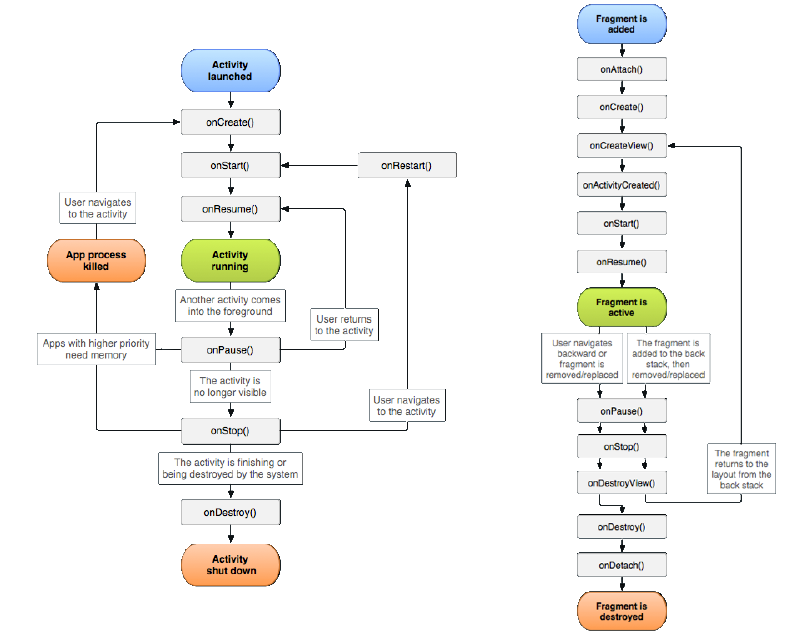 Activity
launched
onCreate()
onStart()
onRestart()
onResume()
User navigates
to the activity
App process
killed
Activity
running
Another activity comes
into the foreground
User returns
to the activity
Apps with higher priority
need memory
onPause()
The activity is
no longer visible
User navigates
to the activity
onStop()
The activity is finishing or
being destroyed by the system
onDestroy()
Activity
shut down
Fragment is
added
onAttach()
onCreate()
onCreateView()
onActivityCreated()
onStart()
onResume()
Fragment is
active
User navigates
backward or
fragment is
removed/replaced
The fragment is
added to the back
stack, then
removed/replaced
onPause()
onStop()
The fragment
returns to the
layout from the
back stack
onDestroyView()
onDestroy()
onDetach()
Fragment is
destroyed